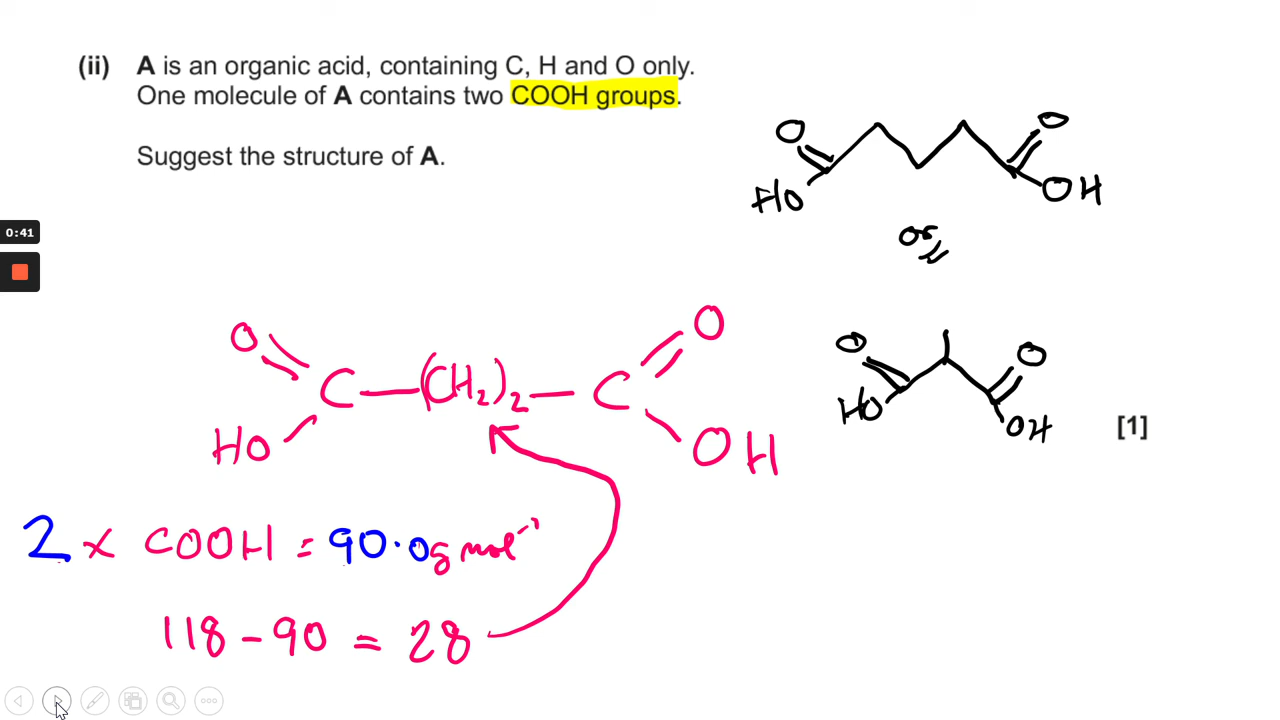 (ii) A is an organic acid, containing C, H and O only.
One molecule of A contains two COOH groups.
Suggest the structure of A.
O O
HO OH
0:41
or
O O
HO OH
O O
C—(CH₂)₂—C
HO OH
[1]
2 × COOH = 90.0g mol⁻¹
118 - 90 = 28